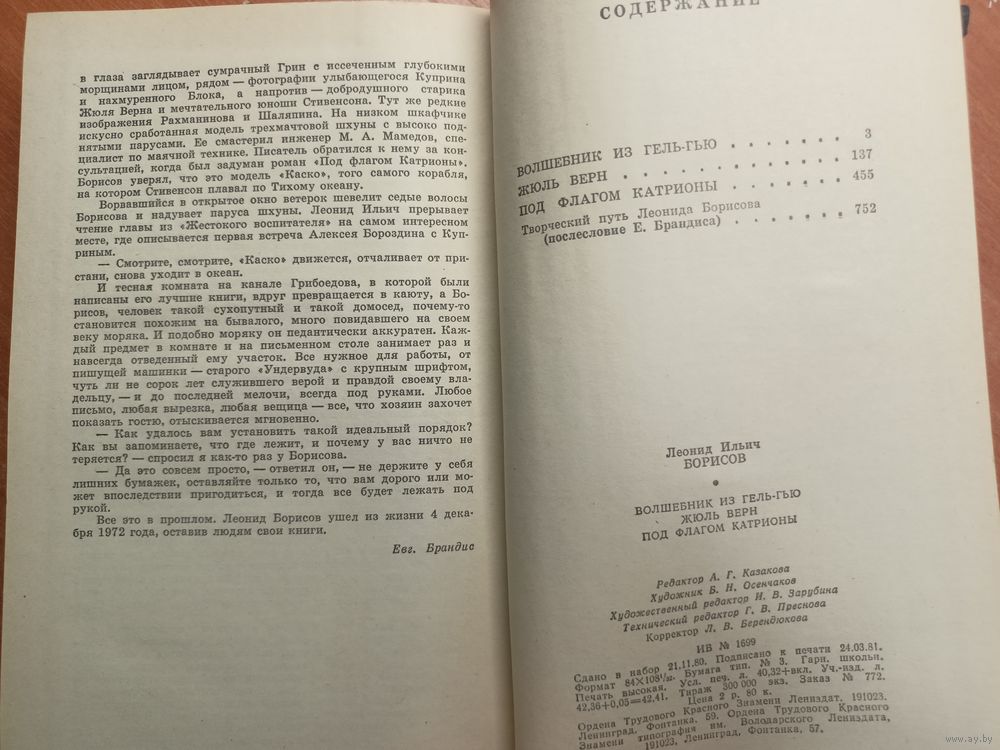 в глаза заглядывает сумрачный Грин с иссеченным глубокими
морщинами лицом, рядом — фотографии улыбающегося Куприна
и нахмуренного Блока, а напротив — добродушного старика
Жюля Верна и мечтательного юноши Стивенсона. Тут же редкие
изображения Рахманинова и Шаляпина. На низком шкафчике
искусно сработанная модель трехмачтовой шхуны с высоко под-
нятыми парусами. Ее смастерил инженер М. А. Мамедов, спе-
циалист по маячной технике. Писатель обратился к нему за кон-
сультацией, когда был задуман роман «Под флагом Катрионы».
Борисов уверял, что это модель «Каско», того самого корабля,
на котором Стивенсон плавал по Тихому океану.
Ворвавшийся в открытое окно ветерок шевелит седые волосы
Борисова и надувает паруса шхуны. Леонид Ильич прерывает
чтение главы из «Жестокого воспитателя» на самом интересном
месте, где описывается первая встреча Алексея Бороздина с Куп-
риным.
— Смотрите, смотрите, «Каско» движется, отчаливает от при-
стани, снова уходит в океан.
И тесная комната на канале Грибоедова, в которой были
написаны его лучшие книги, вдруг превращается в каюту, а Бо-
рисов, человек такой сухопутный и такой домосед, почему-то
становится похожим на бывалого, много повидавшего на своем
веку моряка. И подобно моряку он педантически аккуратен. Каж-
дый предмет в комнате и на письменном столе занимает раз и
навсегда отведенный ему участок. Все нужное для работы, от
пишущей машинки — старого «Ундервуда» с крупным шрифтом,
чуть ли не сорок лет служившего верой и правдой своему вла-
дельцу, — и до последней мелочи, всегда под руками. Любое
письмо, любая вырезка, любая вещица — все, что хозяин захочет
показать гостю, отыскивается мгновенно.
— Как удалось вам установить такой идеальный порядок?
Как вы запоминаете, что где лежит, и почему у вас ничто не
теряется? — спросил я как-то раз у Борисова.
— Да это совсем просто, — ответил он, — не держите у себя
лишних бумажек, оставляйте только то, что вам дорого или мо-
жет впоследствии пригодиться, и тогда все будет лежать под
рукой.
Все это в прошлом. Леонид Борисов ушел из жизни 4 дека-
бря 1972 года, оставив людям свои книги.
Евг. Брандис
СОДЕРЖАНИЕ
ВОЛШЕБНИК ИЗ ГЕЛЬ-ГЬЮ . . . . . . 3
ЖЮЛЬ ВЕРН . . . . . . . . . 137
ПОД ФЛАГОМ КАТРИОНЫ . . . . . . 455
Творческий путь Леонида Борисова
(послесловие Е. Брандиса) . . . . . . 752
Леонид Ильич
БОРИСОВ
•
ВОЛШЕБНИК ИЗ ГЕЛЬ-ГЬЮ
ЖЮЛЬ ВЕРН
ПОД ФЛАГОМ КАТРИОНЫ
Редактор А. Г. Казакова
Художник Б. Н. Осенчаков
Художественный редактор И. В. Зарубина
Технический редактор Г. В. Преснова
Корректор Л. В. Берендюкова
ИВ № 1699
Сдано в набор 21.11.80. Подписано к печати 24.03.81.
Формат 84×108¹/₃₂. Бумага тип. № 3. Гарн. школьн.
Печать высокая. Усл. печ. л. 40,32+вкл. Уч.-изд. л.
42,36+0,05=42,41. Тираж 300 000 экз. Заказ № 772.
Цена 2 р. 80 к.
Ордена Трудового Красного Знамени Лениздат, 191023,
Ленинград, Фонтанка, 59. Ордена Трудового Красного
Знамени типография им. Володарского Лениздата,
191023, Ленинград, Фонтанка, 57.
www.ay.by